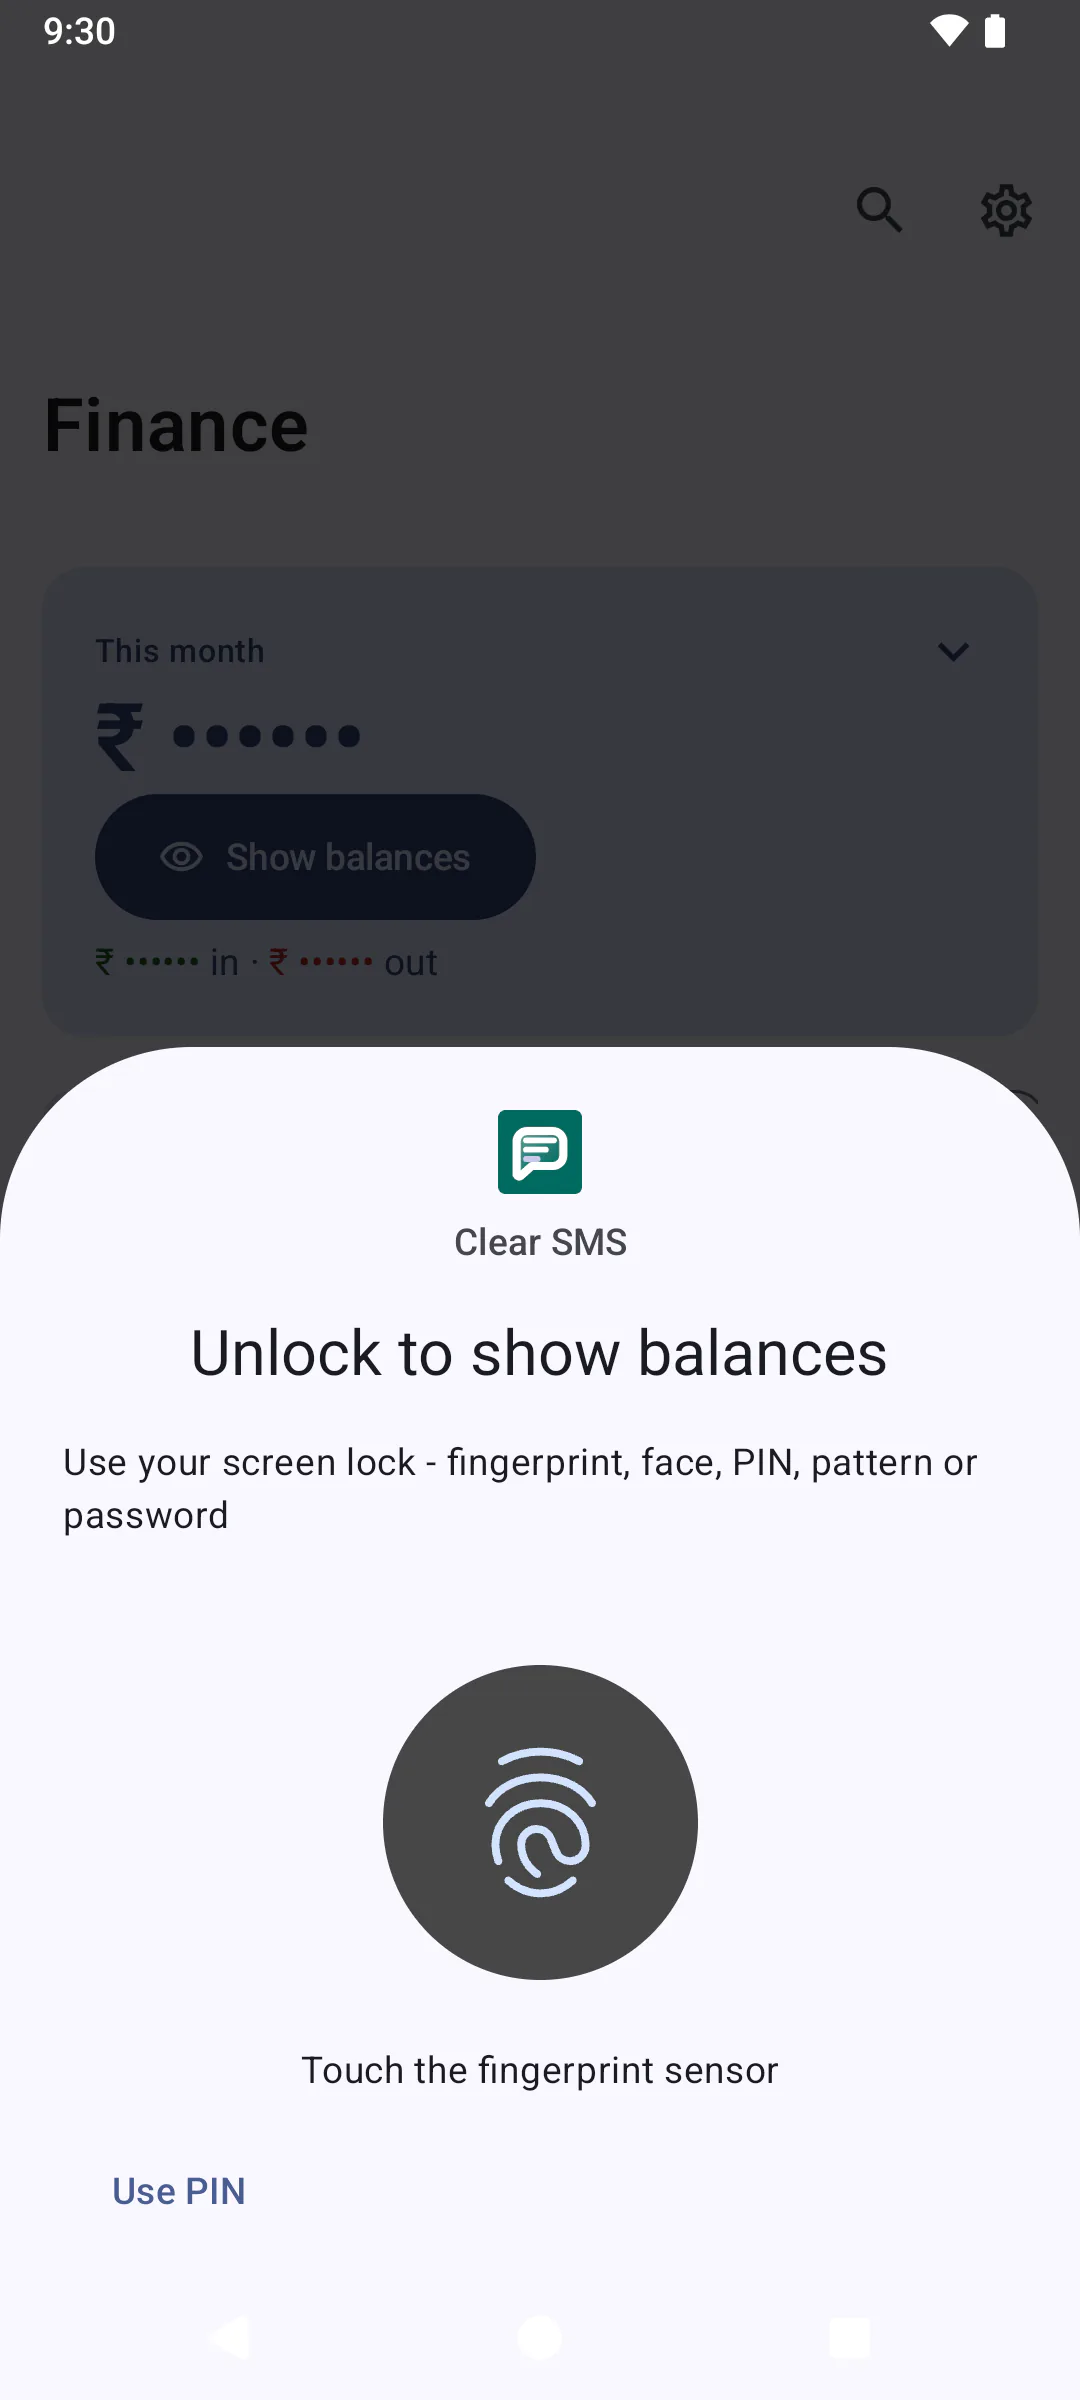 9:30
Finance
This month
₹ ••••••
Show balances
₹ •••••• in · ₹ •••••• out
Clear SMS
Unlock to show balances
Use your screen lock - fingerprint, face, PIN, pattern or
password
Touch the fingerprint sensor
Use PIN